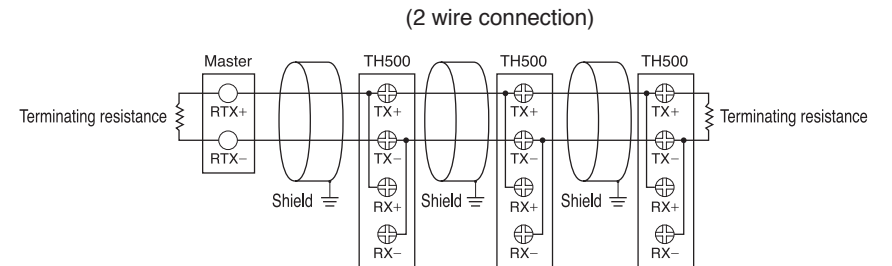 (2 wire connection)
Master TH500 TH500 TH500
Terminating resistance RTX+ TX+ TX+ TX+ Terminating resistance
RTX− TX− TX− TX−
Shield RX+ Shield RX+ Shield RX+
RX− RX− RX−